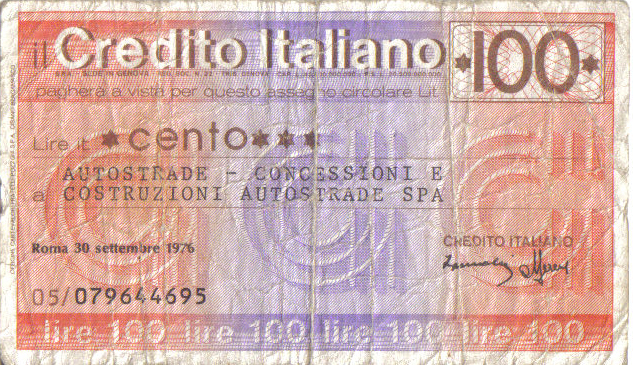 il Credito Italiano *100*
pagherà a vista per questo assegno circolare Lit.
Lire it. *cento***
AUTOSTRADE - CONCESSIONI E
a COSTRUZIONI AUTOSTRADE SPA
Roma 30 settembre 1976
CREDITO ITALIANO
05/079644695
lire 100 lire 100 lire 100 lire 100